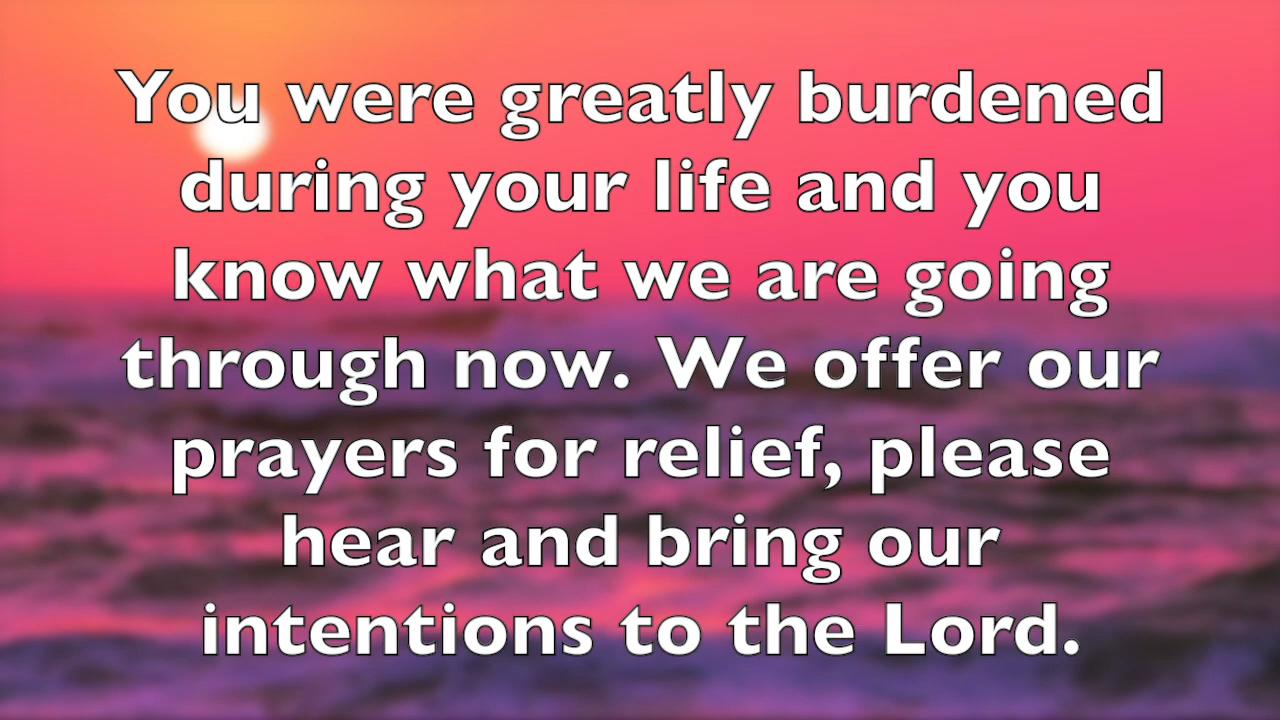 You were greatly burdened
during your life and you
know what we are going
through now. We offer our
prayers for relief, please
hear and bring our
intentions to the Lord.